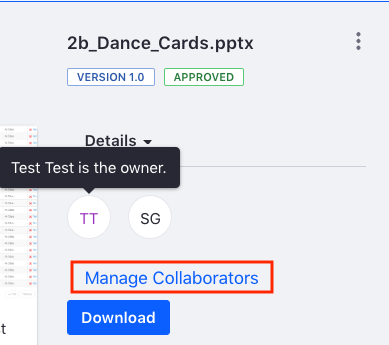 2b_Dance_Cards.pptx
VERSION 1.0 APPROVED
Details
Test Test is the owner.
TT SG
Manage Collaborators
Download